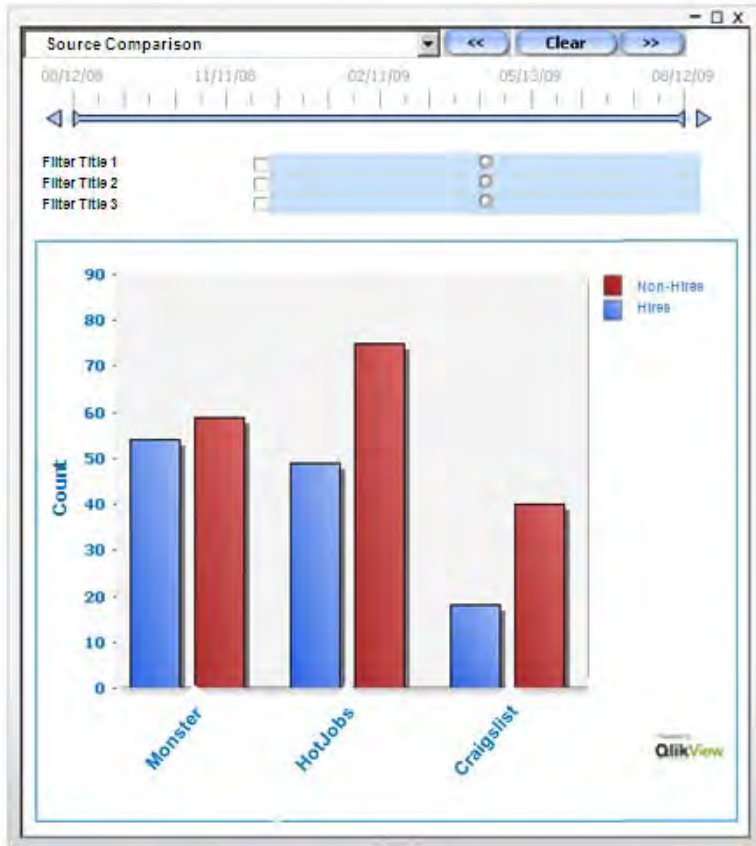 Source Comparison
<<
Clear
>>
08/12/08
11/11/08
02/11/09
05/13/09
08/12/09
Filter Title 1
Filter Title 2
Filter Title 3
90
80
70
60
50
40
30
20
10
0
Count
Non-Hires
Hires
Monster
HotJobs
Craigslist
QlikView